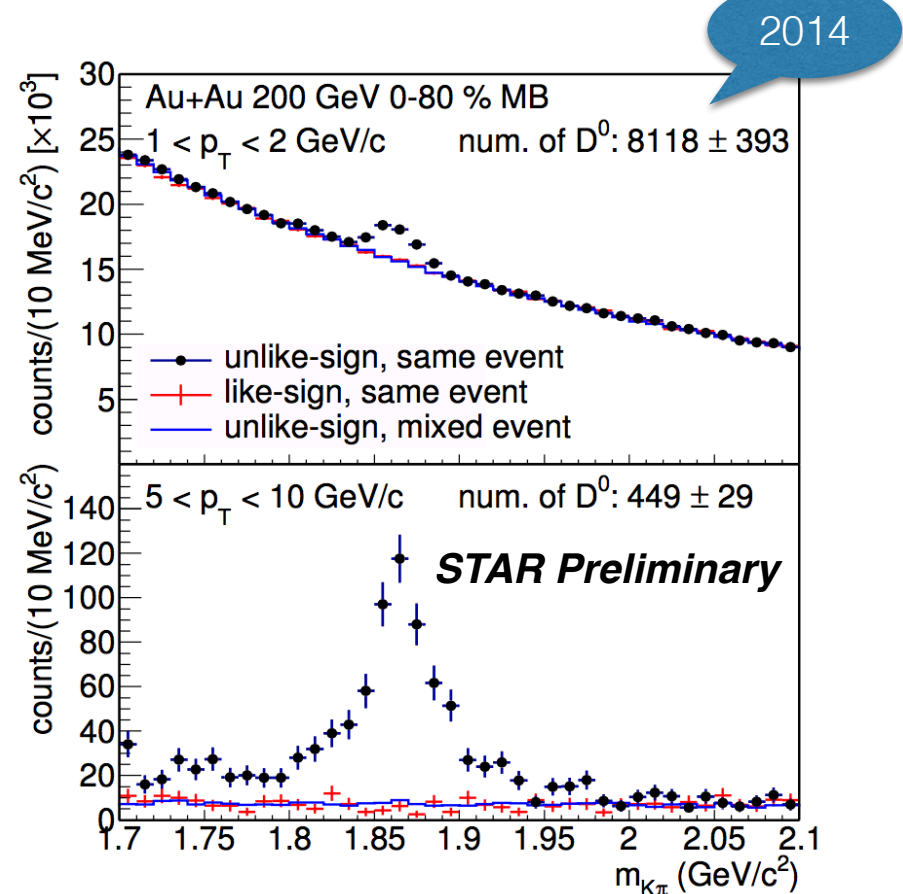 2014
Au+Au 200 GeV 0-80 % MB
1 < p_T < 2 GeV/c num. of D^0: 8118 ± 393
counts/(10 MeV/c^2) [×10^3]
30
25
20
15
10
5
unlike-sign, same event
like-sign, same event
unlike-sign, mixed event
5 < p_T < 10 GeV/c num. of D^0: 449 ± 29
STAR Preliminary
counts/(10 MeV/c^2)
140
120
100
80
60
40
20
0
1.7 1.75 1.8 1.85 1.9 1.95 2 2.05 2.1
m_Kπ (GeV/c^2)